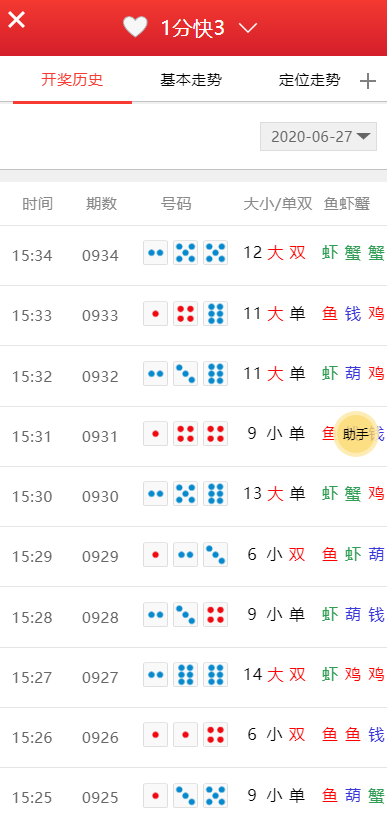 1分快3
开奖历史 基本走势 定位走势
2020-06-27
时间 期数 号码 大小/单双 鱼虾蟹
15:34 0934 12 大 双 虾 蟹 蟹
15:33 0933 11 大 单 鱼 钱 鸡
15:32 0932 11 大 单 虾 葫 鸡
15:31 0931 9 小 单 鱼 助手 钱
15:30 0930 13 大 单 虾 蟹 鸡
15:29 0929 6 小 双 鱼 虾 葫
15:28 0928 9 小 单 虾 葫 钱
15:27 0927 14 大 双 虾 鸡 鸡
15:26 0926 6 小 双 鱼 鱼 钱
15:25 0925 9 小 单 鱼 葫 蟹